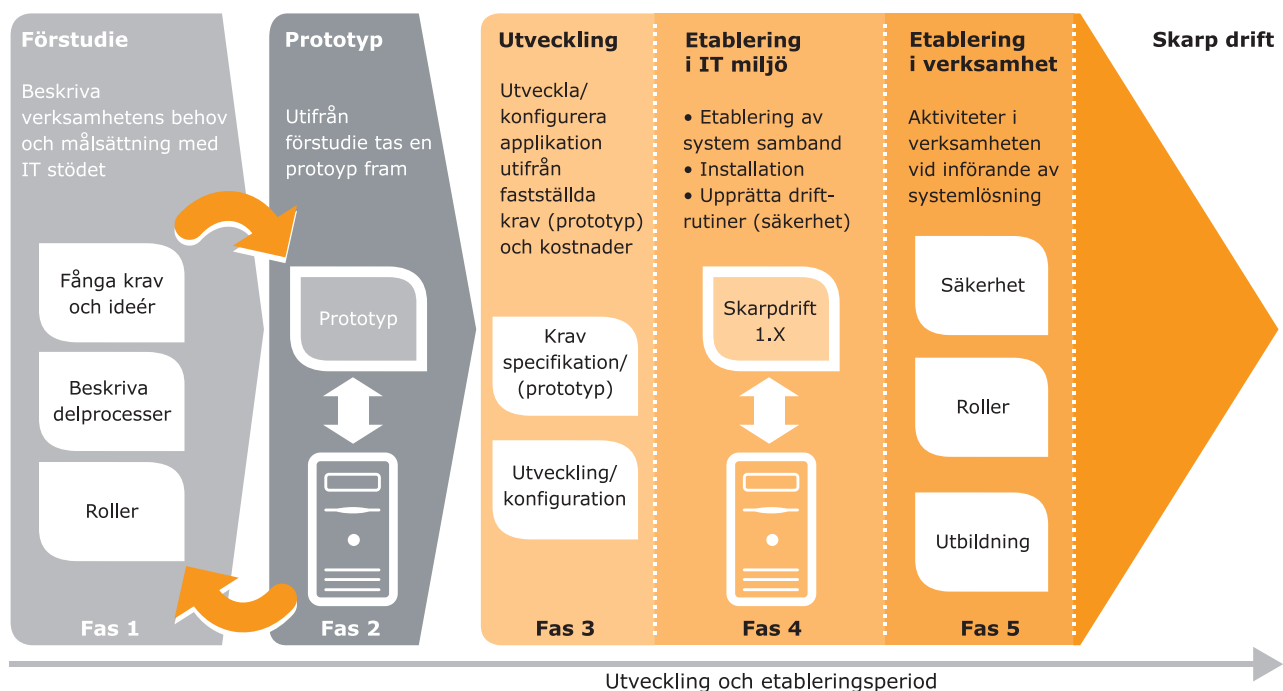 Förstudie
Beskriva
verksamhetens behov
och målsättning med
IT stödet
Fånga krav
och ideér
Beskriva
delprocesser
Roller
Fas 1
Prototyp
Utifrån
förstudie tas en
protoyp fram
Prototyp
Fas 2
Utveckling
Utveckla/
konfigurera
applikation
utifrån
fastställda
krav (prototyp)
och kostnader
Krav
specifikation/
(prototyp)
Utveckling/
konfiguration
Fas 3
Etablering
i IT miljö
• Etablering av
system samband
• Installation
• Upprätta drift-
rutiner (säkerhet)
Skarpdrift
1.X
Fas 4
Etablering
i verksamhet
Aktiviteter i
verksamheten
vid införande av
systemlösning
Säkerhet
Roller
Utbildning
Fas 5
Skarp drift
Utveckling och etableringsperiod